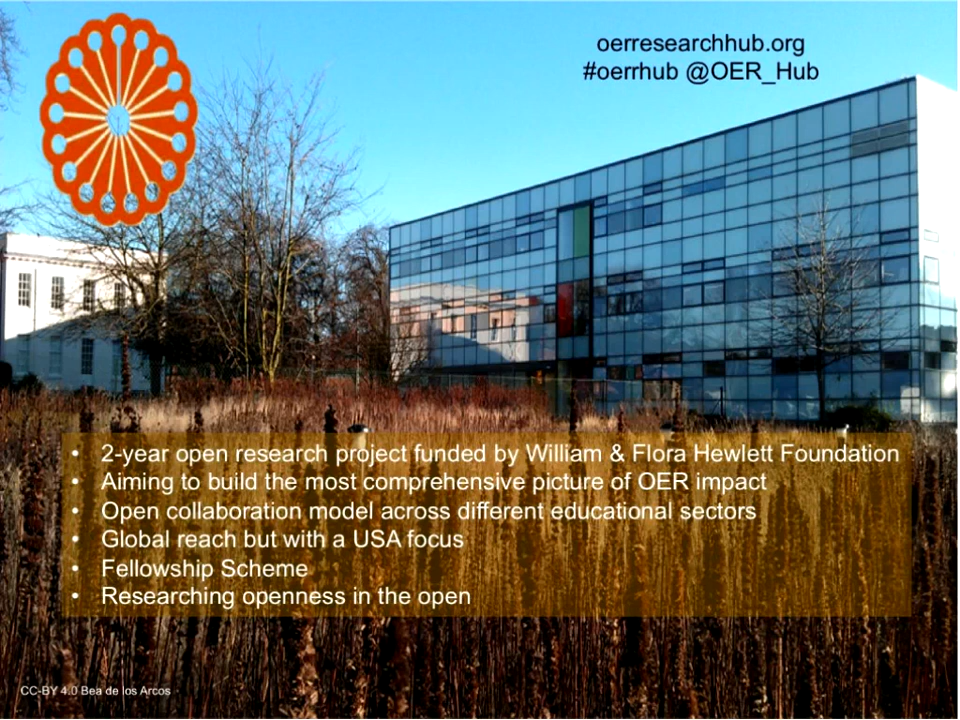 oerresearchhub.org
#oerrhub @OER_Hub
• 2-year open research project funded by William & Flora Hewlett Foundation
• Aiming to build the most comprehensive picture of OER impact
• Open collaboration model across different educational sectors
• Global reach but with a USA focus
• Fellowship Scheme
• Researching openness in the open
CC-BY 4.0 Bea de los Arcos